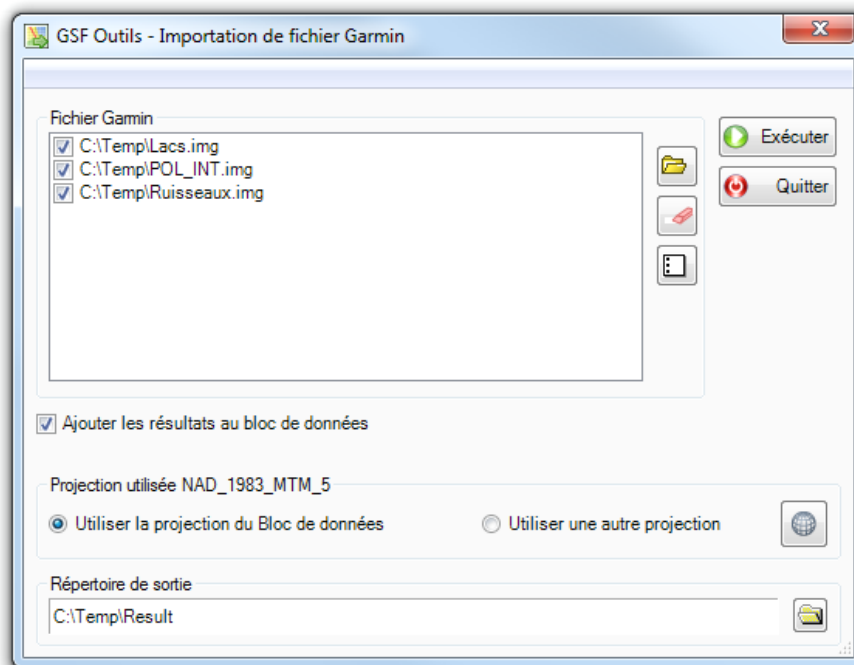 GSF Outils - Importation de fichier Garmin
Fichier Garmin
C:\Temp\Lacs.img
C:\Temp\POL_INT.img
C:\Temp\Ruisseaux.img
Exécuter
Quitter
Ajouter les résultats au bloc de données
Projection utilisée NAD_1983_MTM_5
Utiliser la projection du Bloc de données
Utiliser une autre projection
Répertoire de sortie
C:\Temp\Result